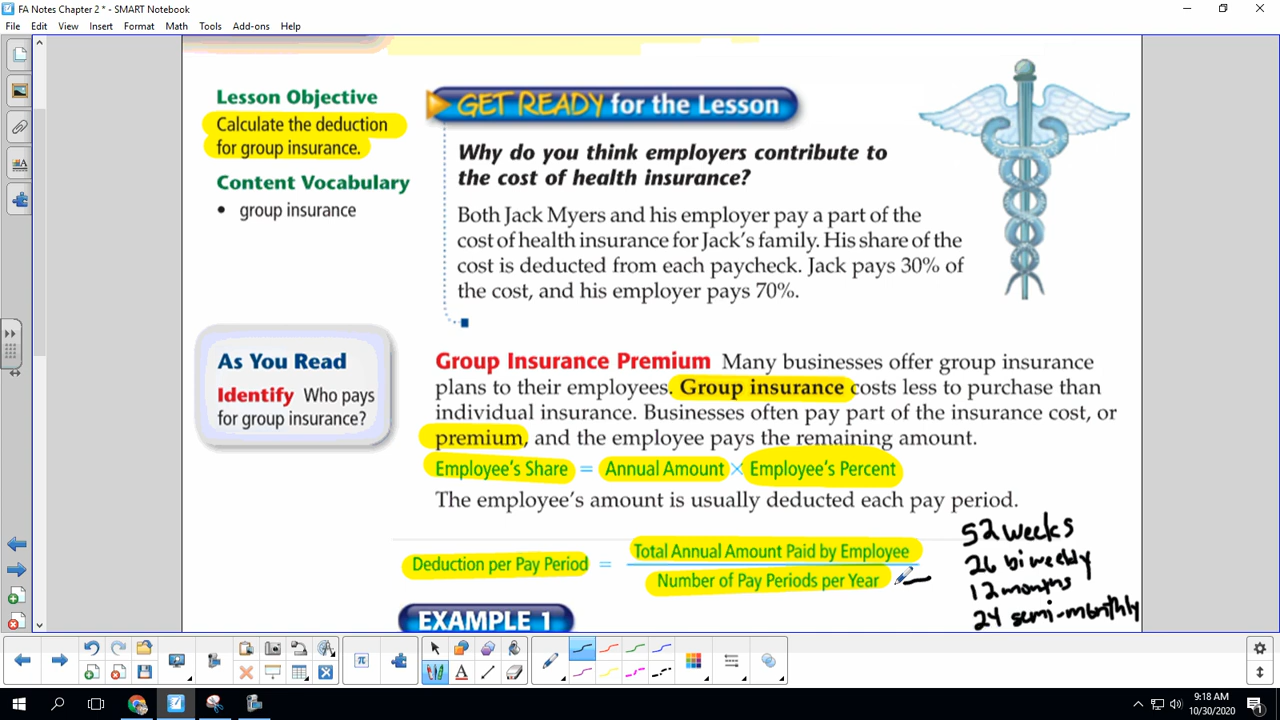 FA Notes Chapter 2 * - SMART Notebook
File Edit View Insert Format Math Tools Add-ons Help
Lesson Objective
Calculate the deduction
for group insurance.
Content Vocabulary
• group insurance
GET READY for the Lesson
Why do you think employers contribute to
the cost of health insurance?
Both Jack Myers and his employer pay a part of the
cost of health insurance for Jack's family. His share of the
cost is deducted from each paycheck. Jack pays 30% of
the cost, and his employer pays 70%.
As You Read
Identify Who pays
for group insurance?
Group Insurance Premium Many businesses offer group insurance
plans to their employees. Group insurance costs less to purchase than
individual insurance. Businesses often pay part of the insurance cost, or
premium, and the employee pays the remaining amount.
Employee's Share = Annual Amount × Employee's Percent
The employee's amount is usually deducted each pay period.
Deduction per Pay Period = Total Annual Amount Paid by Employee
Number of Pay Periods per Year
52 weeks
26 biweekly
12 months
24 semi-monthly
EXAMPLE 1
9:18 AM
10/30/2020